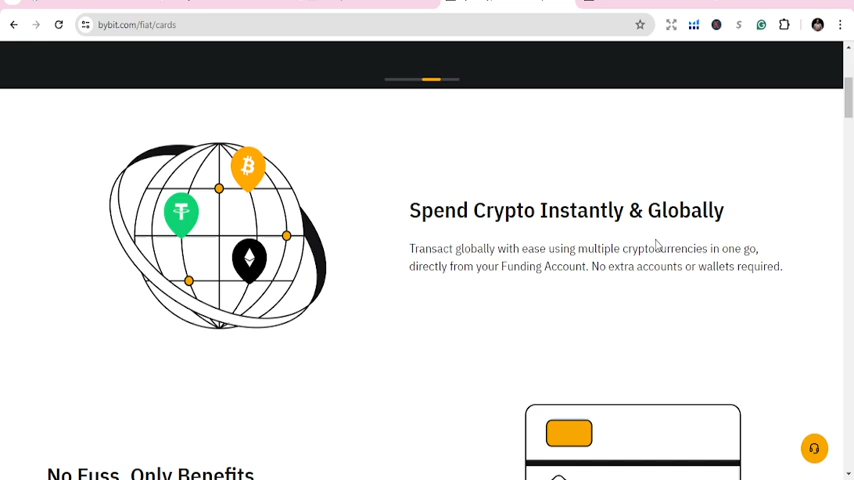 bybit.com/fiat/cards
Spend Crypto Instantly & Globally
Transact globally with ease using multiple cryptocurrencies in one go,
directly from your Funding Account. No extra accounts or wallets required.
No Fuss, Only Benefits